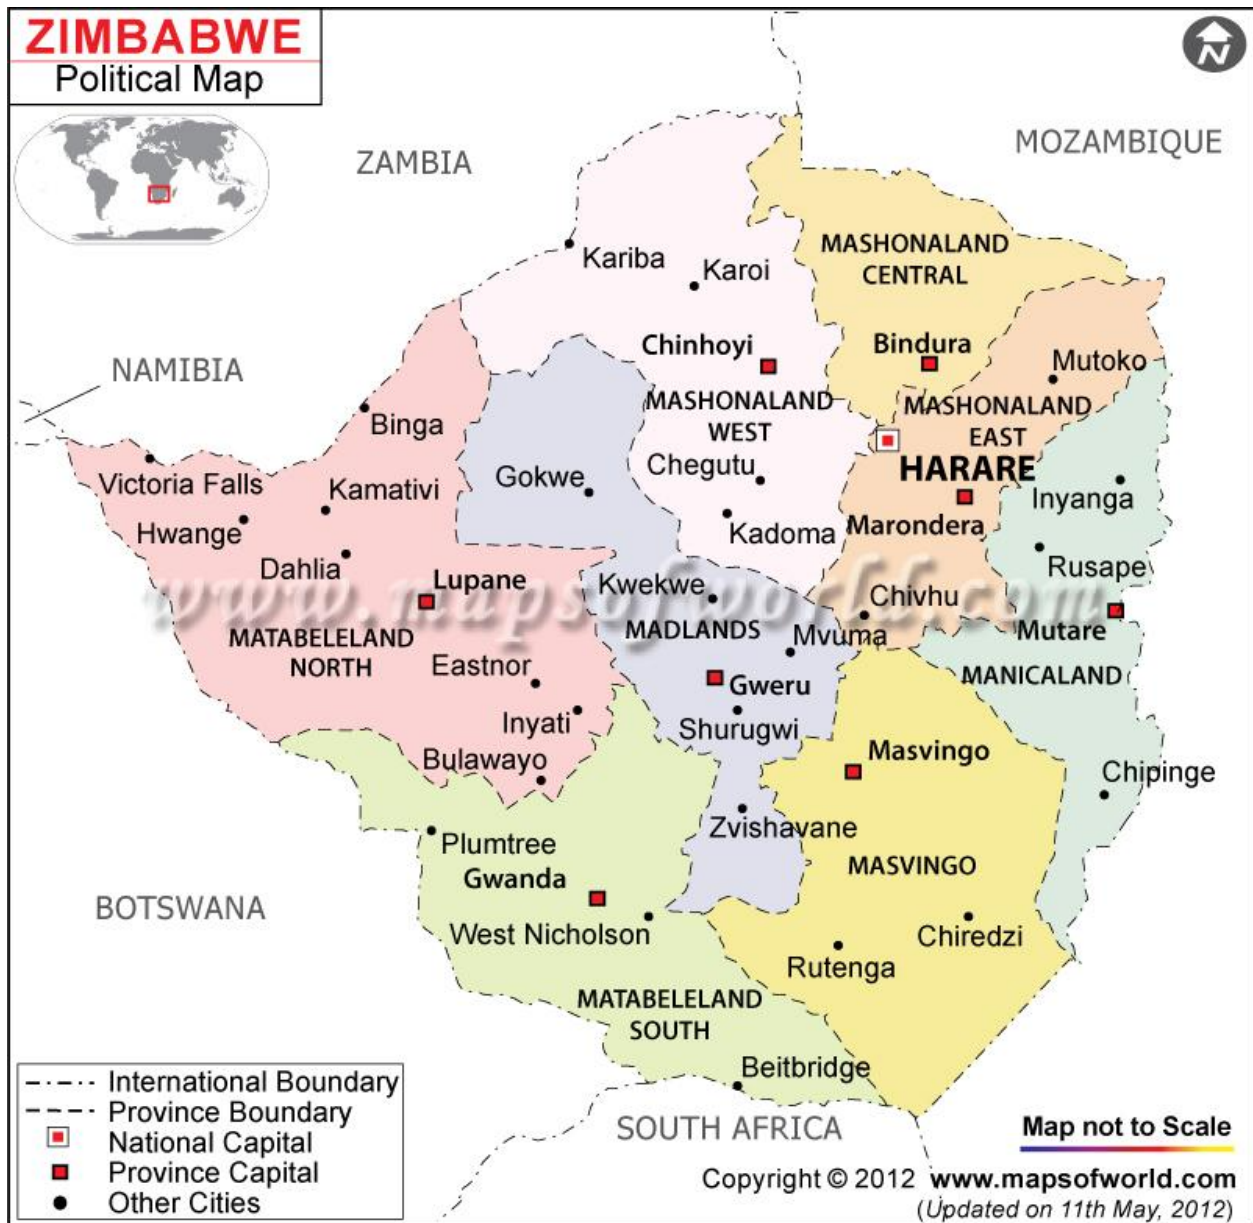 ZIMBABWE
Political Map
N
ZAMBIA
MOZAMBIQUE
MASHONALAND
CENTRAL
Kariba
Karoi
Chinhoyi
Bindura
NAMIBIA
Mutoko
MASHONALAND
WEST
MASHONALAND
EAST
Binga
HARARE
Chegutu
Gokwe
Victoria Falls
Kamativi
Inyanga
Hwange
Kadoma
Marondera
Dahlia
Lupane
Kwekwe
Rusape
Chivhu
www.mapsofworld.com
MATABELELAND
NORTH
MADLANDS
Mvuma
Mutare
Eastnor
Gweru
MANICALAND
Inyati
Shurugwi
Bulawayo
Masvingo
Chipinge
Plumtree
Zvishavane
Gwanda
MASVINGO
BOTSWANA
West Nicholson
Chiredzi
Rutenga
MATABELELAND
SOUTH
Beitbridge
SOUTH AFRICA
International Boundary
Province Boundary
National Capital
Province Capital
Other Cities
Map not to Scale
Copyright © 2012 www.mapsofworld.com
(Updated on 11th May, 2012)